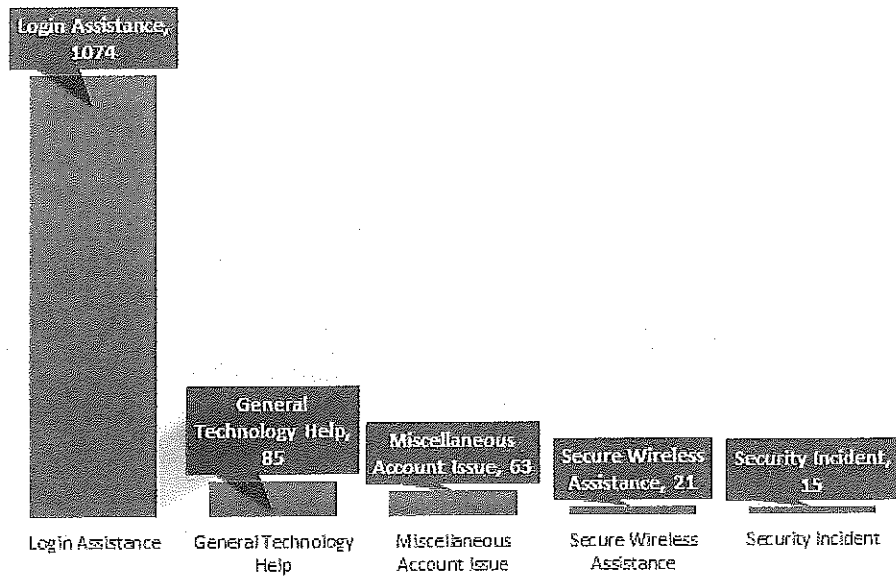 Login Assistance,
1074
General
Technology Help,
85
Miscellaneous
Account Issue, 63
Secure Wireless
Assistance, 21
Security Incident,
15
Login Assistance
General Technology
Help
Miscellaneous
Account Issue
Secure Wireless
Assistance
Security Incident